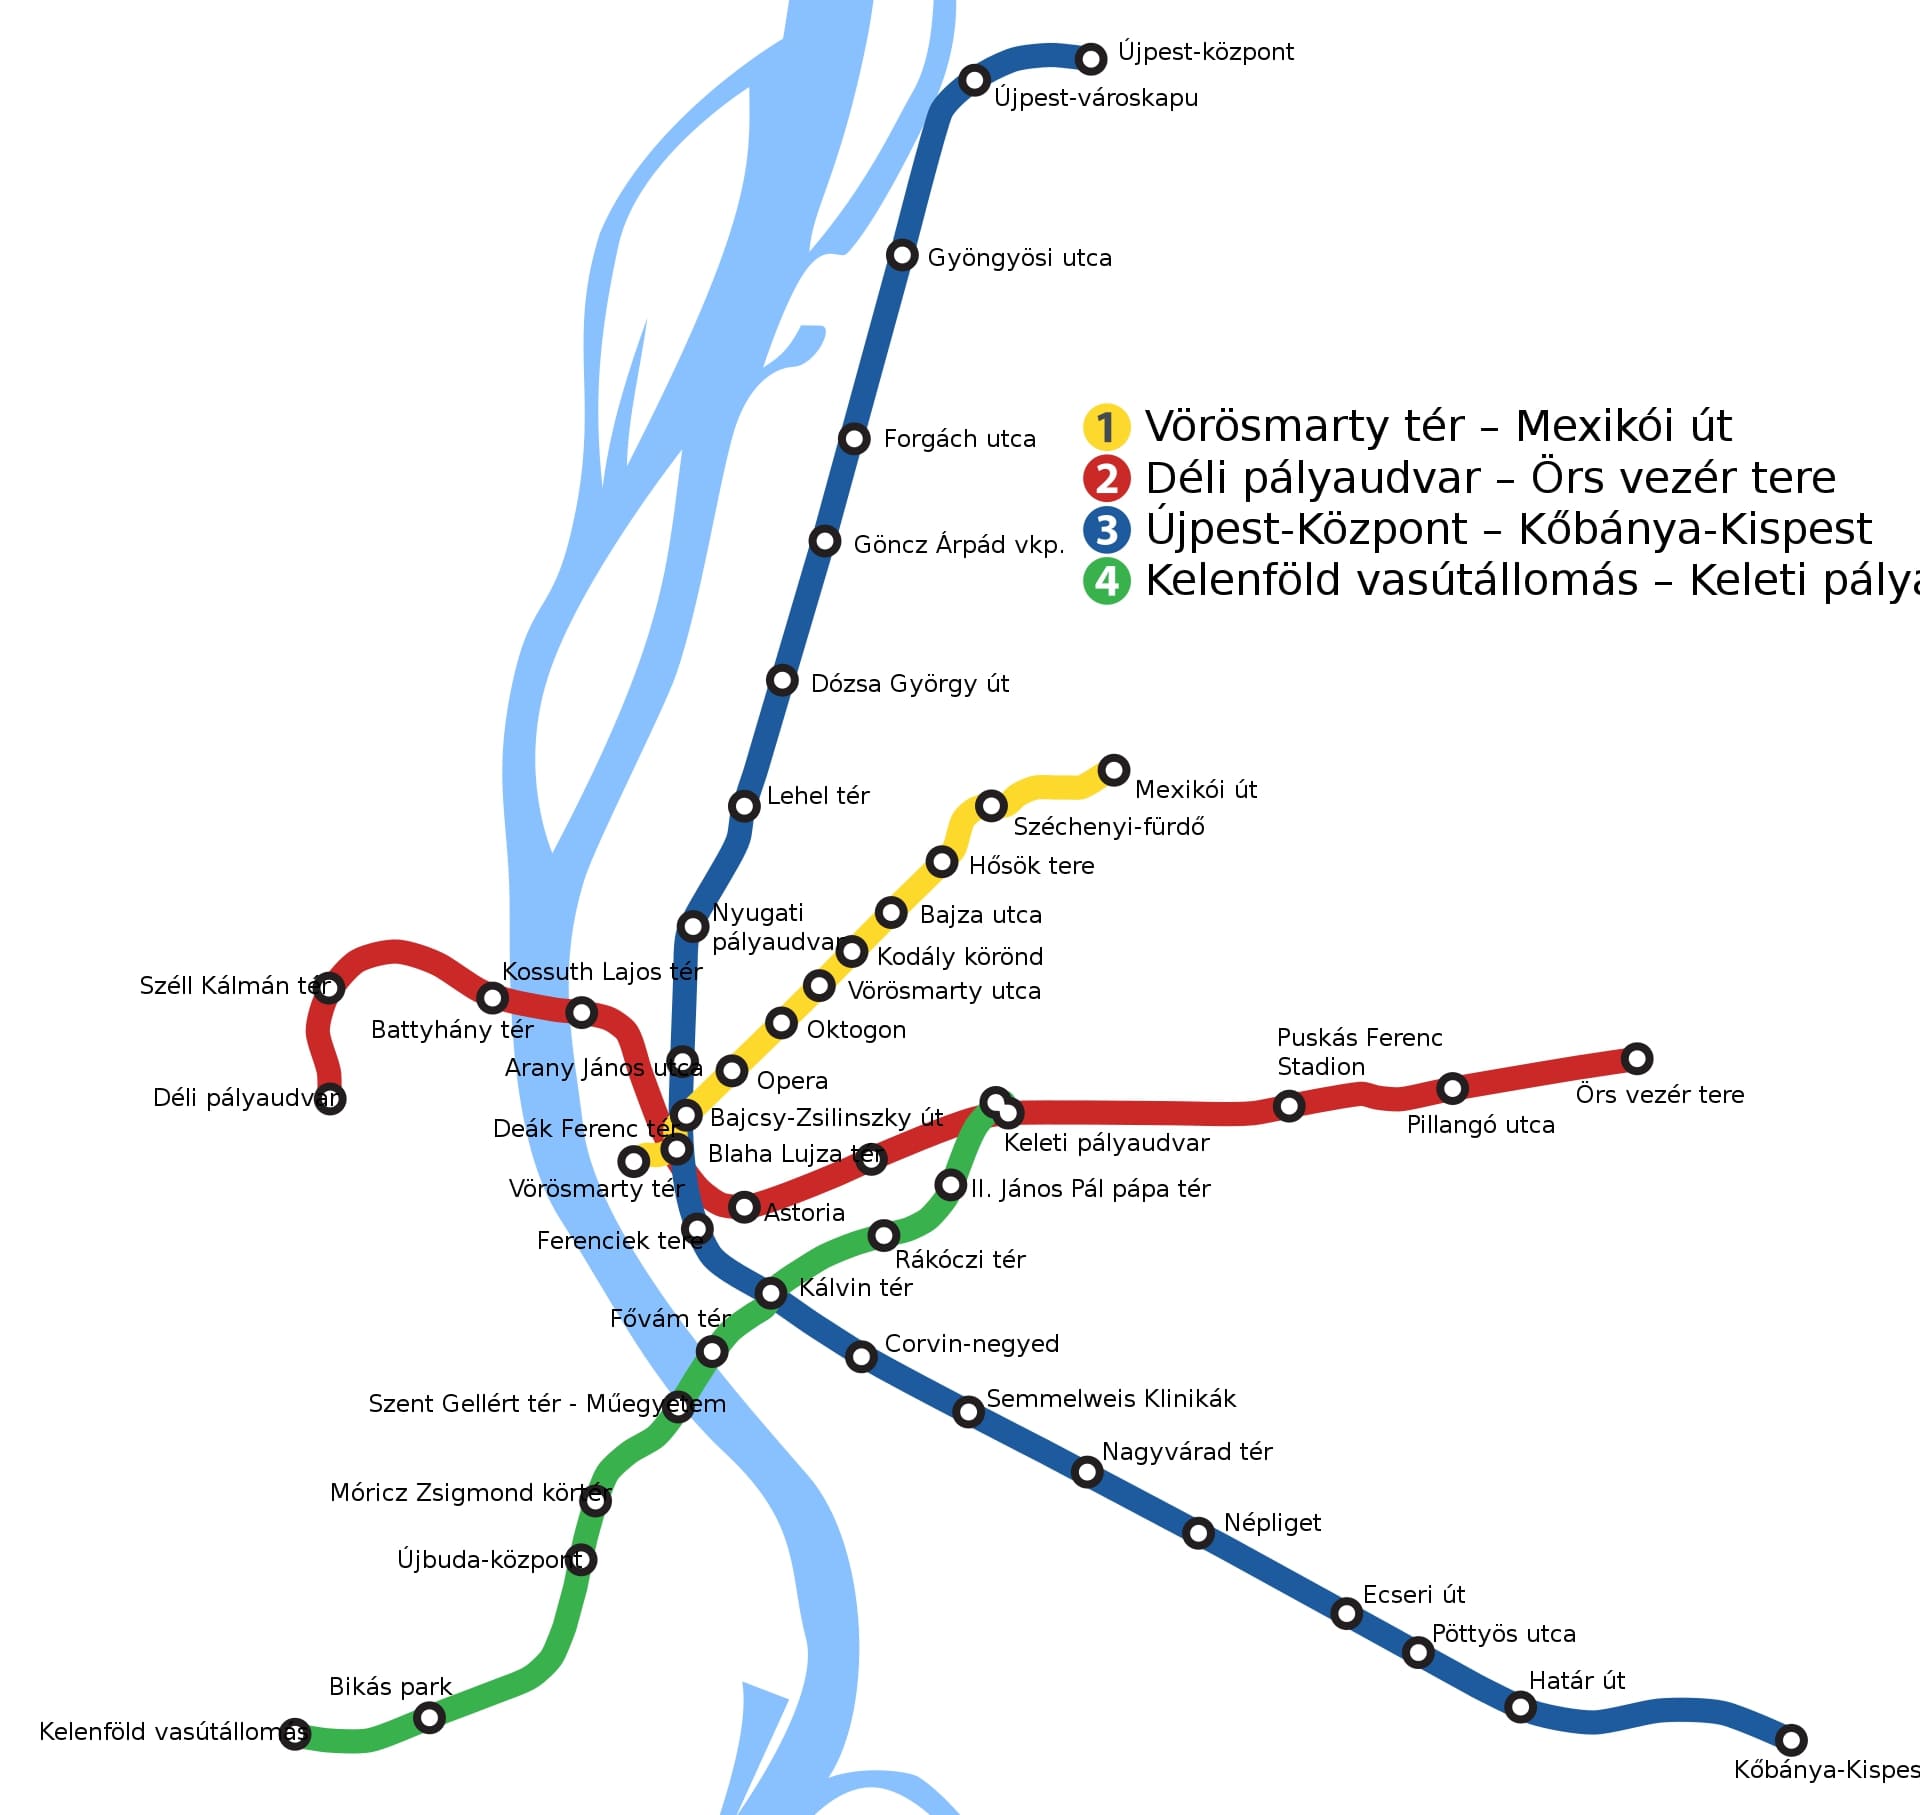 Újpest-központ
Újpest-városkapu
Gyöngyösi utca
Forgách utca
1 Vörösmarty tér – Mexikói út
2 Déli pályaudvar – Örs vezér tere
3 Újpest-Központ – Kőbánya-Kispest
4 Kelenföld vasútállomás – Keleti pálya
Göncz Árpád vkp.
Dózsa György út
Lehel tér
Mexikói út
Széchenyi-fürdő
Hősök tere
Nyugati
pályaudvar
Bajza utca
Kodály körönd
Kossuth Lajos tér
Széll Kálmán tér
Vörösmarty utca
Battyhány tér
Oktogon
Puskás Ferenc
Stadion
Arany János utca
Opera
Déli pályaudvar
Örs vezér tere
Bajcsy-Zsilinszky út
Pillangó utca
Deák Ferenc tér
Keleti pályaudvar
Blaha Lujza tér
Vörösmarty tér
II. János Pál pápa tér
Astoria
Ferenciek tere
Rákóczi tér
Kálvin tér
Fővám tér
Corvin-negyed
Szent Gellért tér - Műegyetem
Semmelweis Klinikák
Nagyvárad tér
Móricz Zsigmond körtér
Népliget
Újbuda-központ
Ecseri út
Pöttyös utca
Határ út
Bikás park
Kelenföld vasútállomás
Kőbánya-Kispes